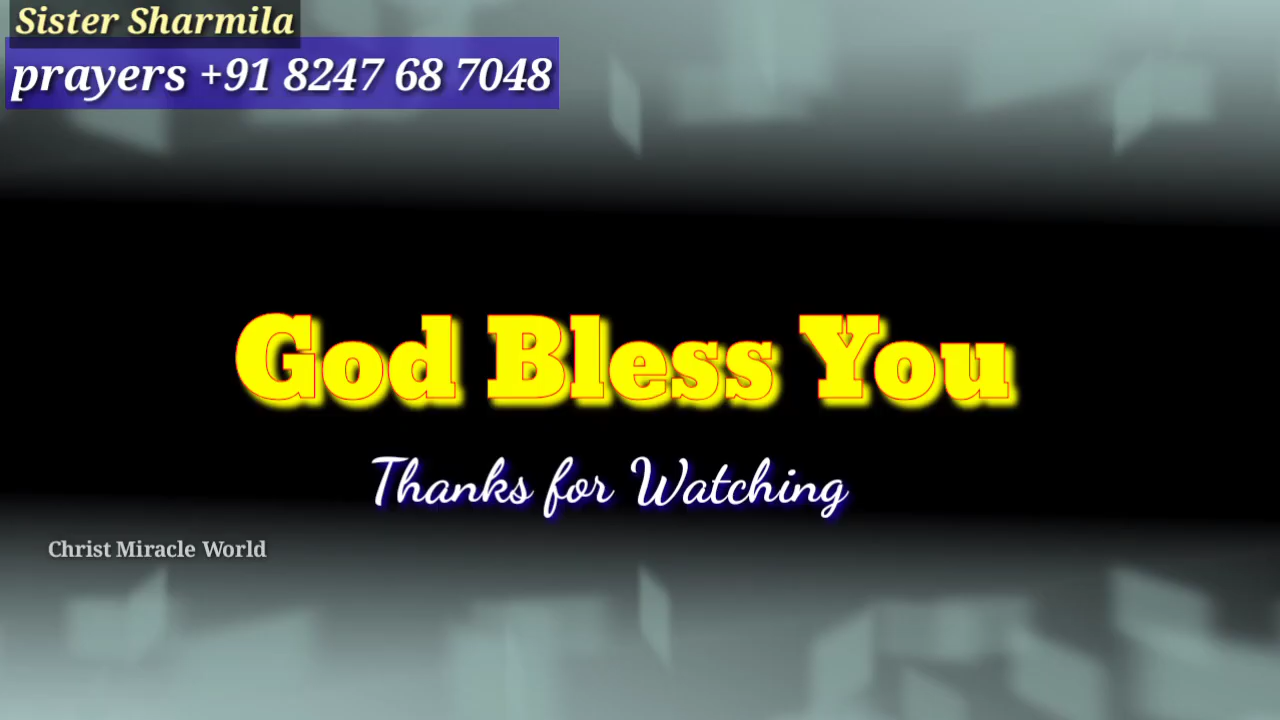 Sister Sharmila
prayers +91 8247 68 7048
God Bless You
Thanks for Watching
Christ Miracle World